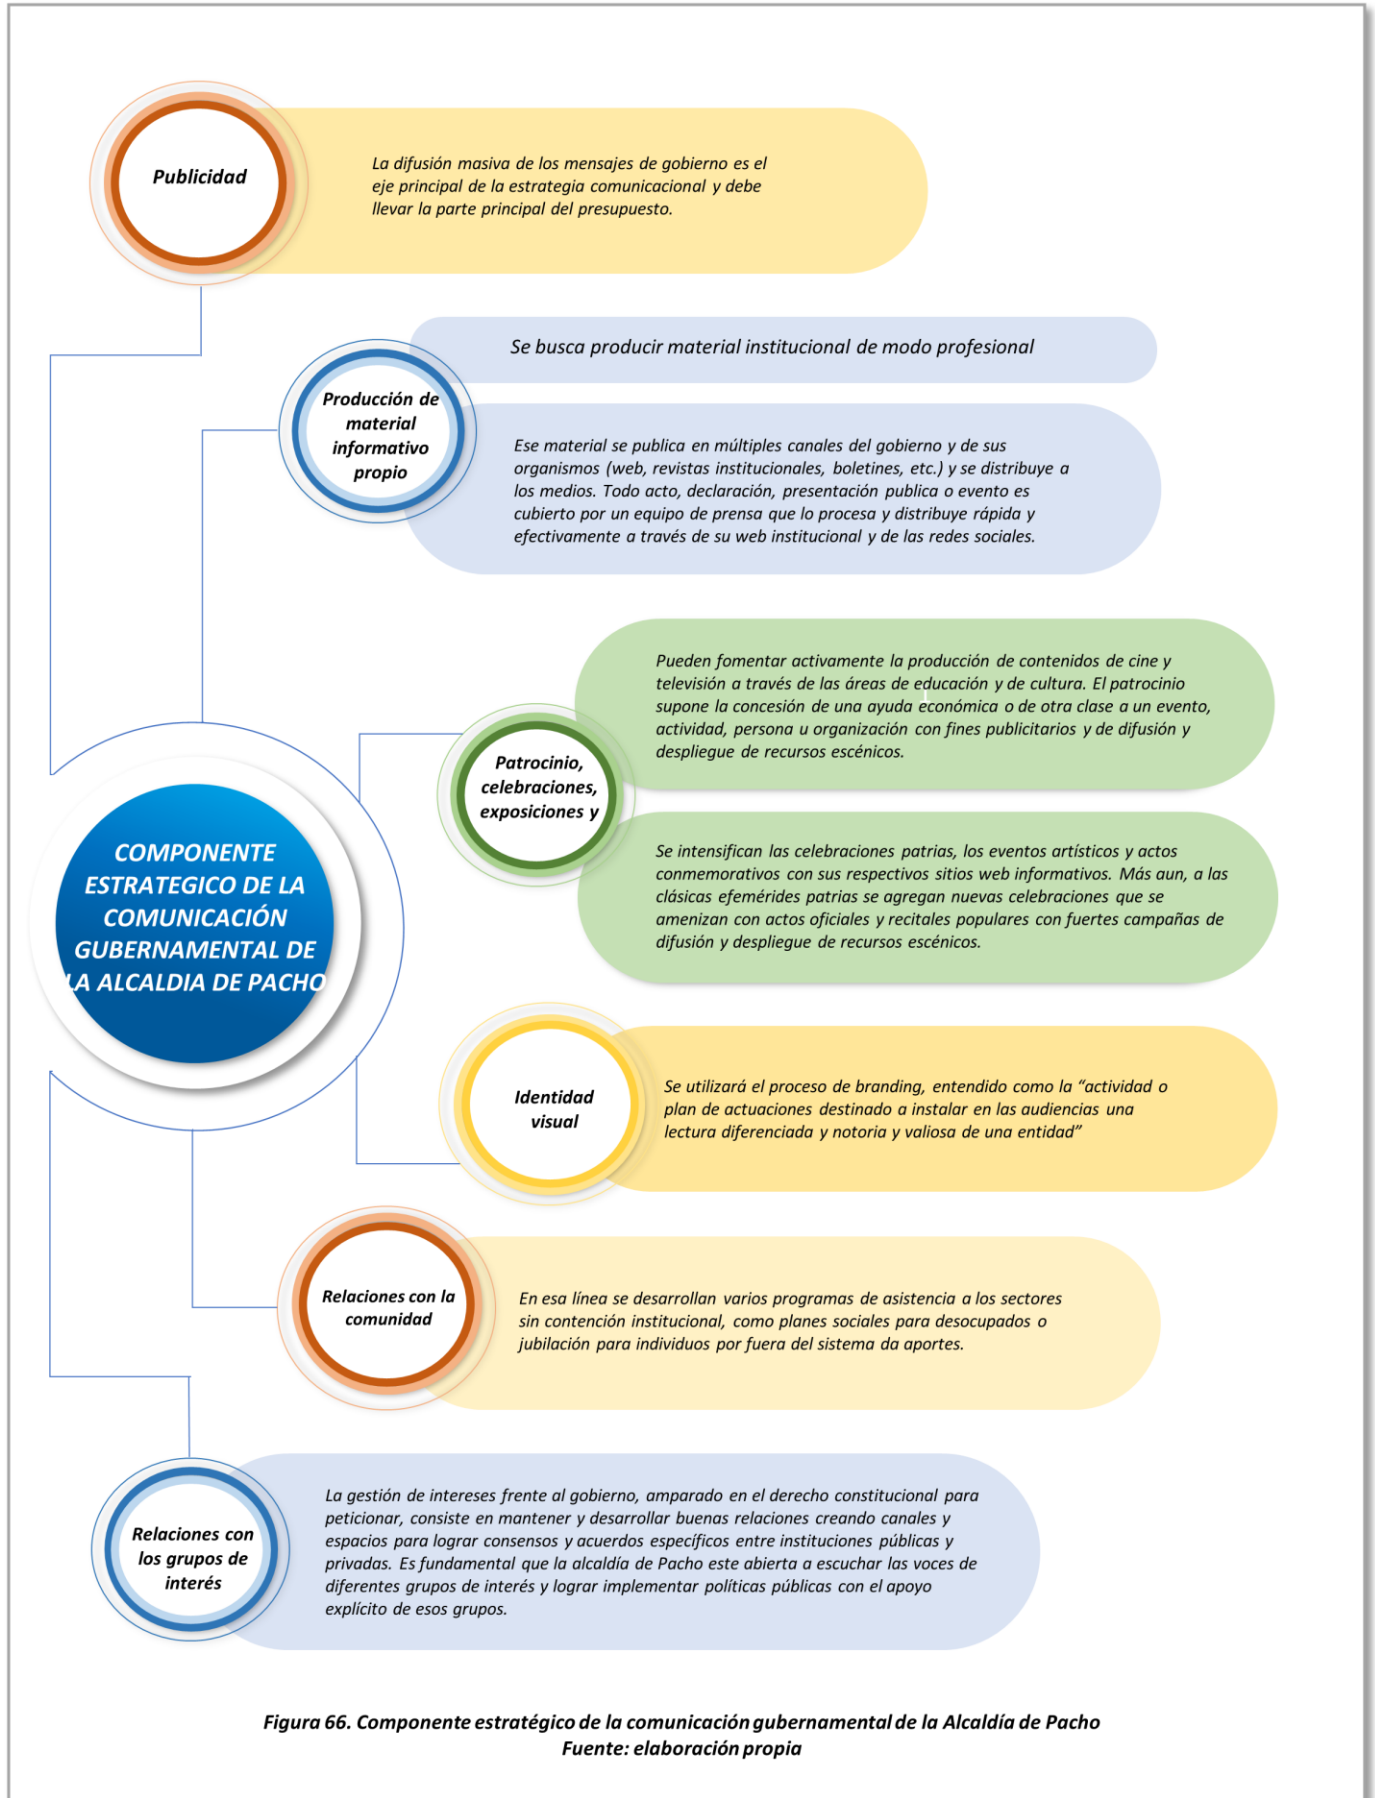 Publicidad
La difusión masiva de los mensajes de gobierno es el
eje principal de la estrategia comunicacional y debe
llevar la parte principal del presupuesto.
Se busca producir material institucional de modo profesional
Producción de
material
informativo
propio
Ese material se publica en múltiples canales del gobierno y de sus
organismos (web, revistas institucionales, boletines, etc.) y se distribuye a
los medios. Todo acto, declaración, presentación publica o evento es
cubierto por un equipo de prensa que lo procesa y distribuye rápida y
efectivamente a través de su web institucional y de las redes sociales.
Pueden fomentar activamente la producción de contenidos de cine y
televisión a través de las áreas de educación y de cultura. El patrocinio
supone la concesión de una ayuda económica o de otra clase a un evento,
actividad, persona u organización con fines publicitarios y de difusión y
despliegue de recursos escénicos.
Patrocinio,
celebraciones,
exposiciones y
Se intensifican las celebraciones patrias, los eventos artísticos y actos
conmemorativos con sus respectivos sitios web informativos. Más aun, a las
clásicas efemérides patrias se agregan nuevas celebraciones que se
amenizan con actos oficiales y recitales populares con fuertes campañas de
difusión y despliegue de recursos escénicos.
COMPONENTE
ESTRATEGICO DE LA
COMUNICACIÓN
GUBERNAMENTAL DE
LA ALCALDIA DE PACHO
Identidad
visual
Se utilizará el proceso de branding, entendido como la “actividad o
plan de actuaciones destinado a instalar en las audiencias una
lectura diferenciada y notoria y valiosa de una entidad”
Relaciones con la
comunidad
En esa línea se desarrollan varios programas de asistencia a los sectores
sin contención institucional, como planes sociales para desocupados o
jubilación para individuos por fuera del sistema da aportes.
Relaciones con
los grupos de
interés
La gestión de intereses frente al gobierno, amparado en el derecho constitucional para
peticionar, consiste en mantener y desarrollar buenas relaciones creando canales y
espacios para lograr consensos y acuerdos específicos entre instituciones públicas y
privadas. Es fundamental que la alcaldía de Pacho este abierta a escuchar las voces de
diferentes grupos de interés y lograr implementar políticas públicas con el apoyo
explícito de esos grupos.
Figura 66. Componente estratégico de la comunicación gubernamental de la Alcaldía de Pacho
Fuente: elaboración propia